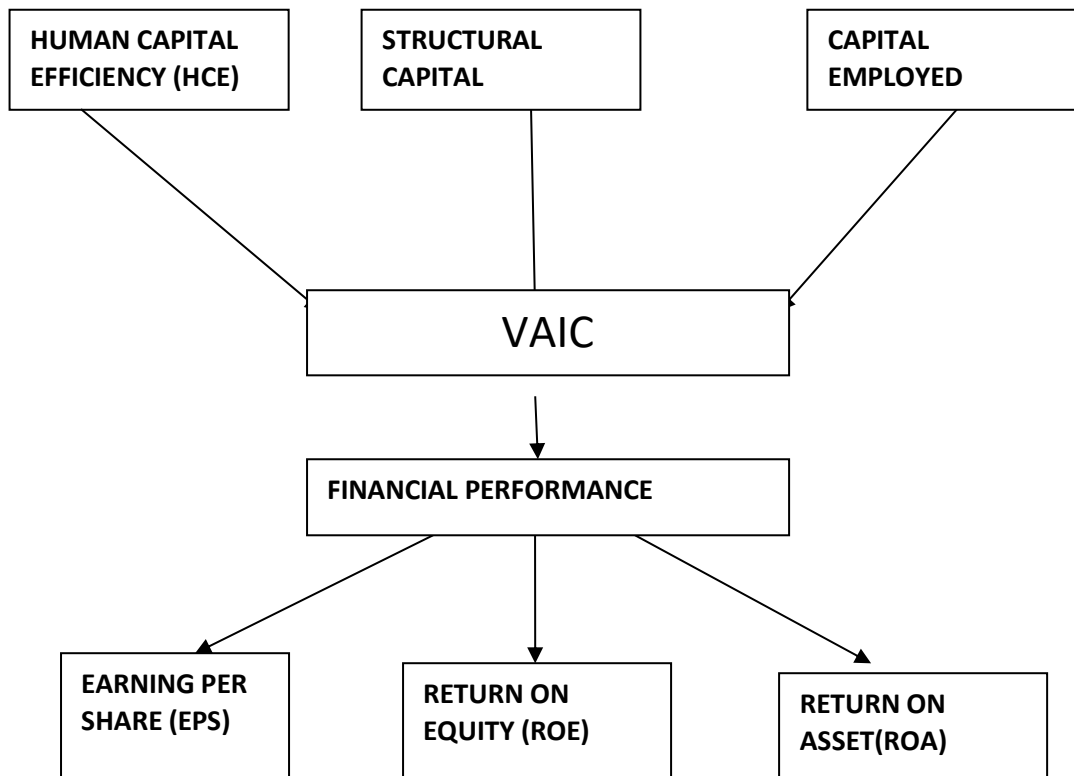 HUMAN CAPITAL
EFFICIENCY (HCE)
STRUCTURAL
CAPITAL
CAPITAL
EMPLOYED
VAIC
FINANCIAL PERFORMANCE
EARNING PER
SHARE (EPS)
RETURN ON
EQUITY (ROE)
RETURN ON
ASSET(ROA)